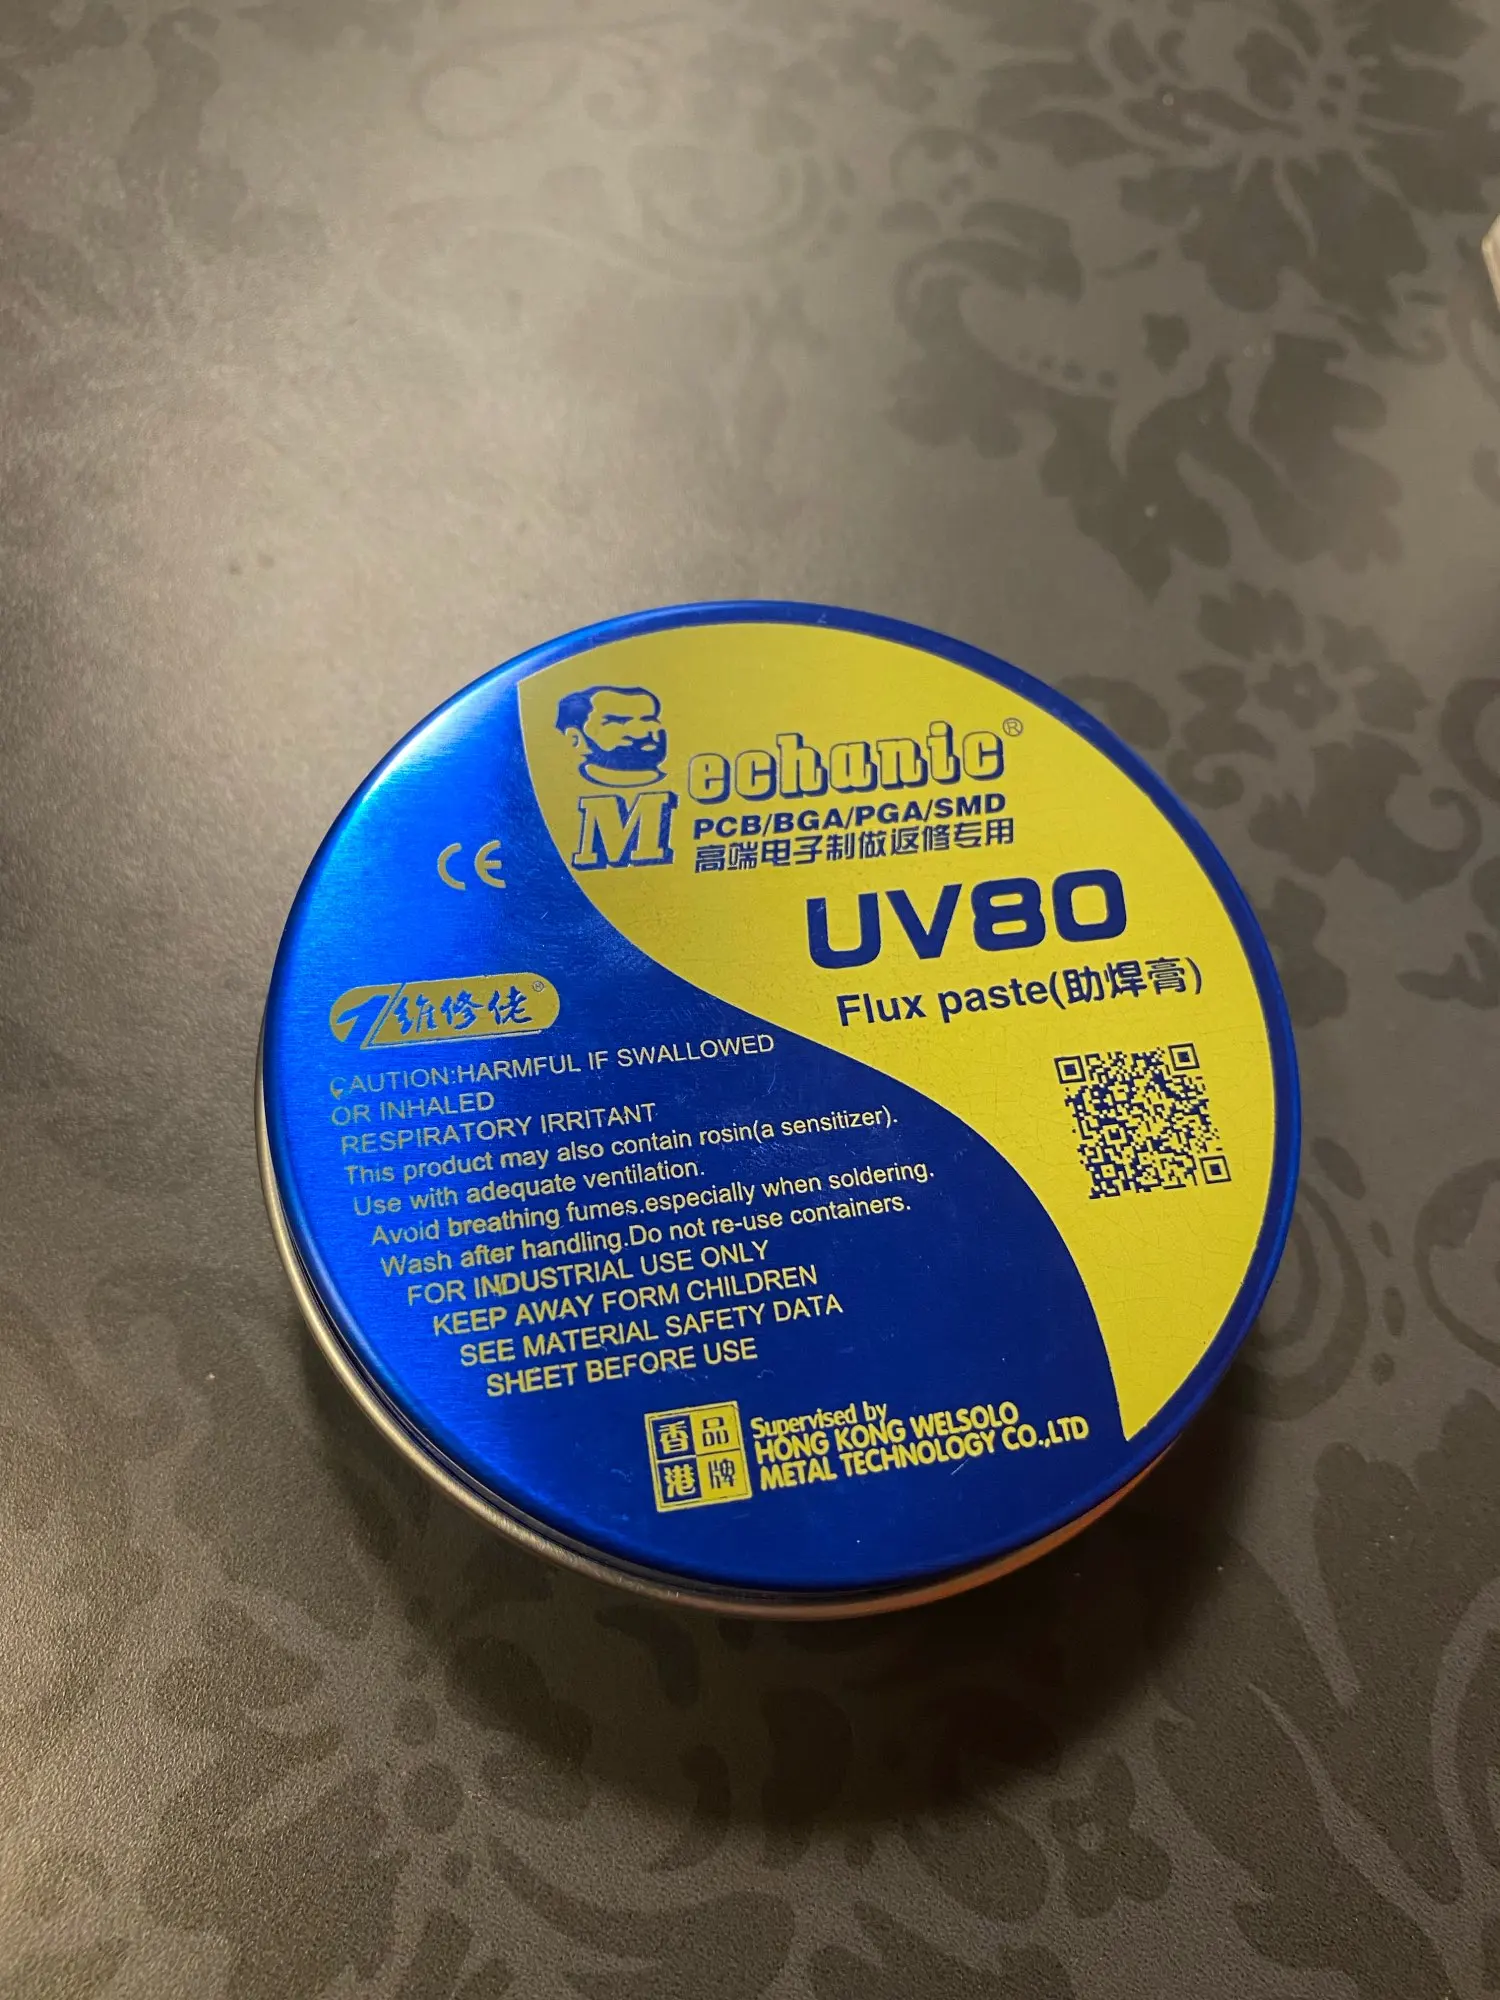 Mechanic®
PCB/BGA/PGA/SMD
高端电子制做返修专用
UV80
Flux paste(助焊膏)
CE
维修佬®
CAUTION:HARMFUL IF SWALLOWED
OR INHALED
RESPIRATORY IRRITANT
This product may also contain rosin(a sensitizer).
Use with adequate ventilation.
Avoid breathing fumes.especially when soldering.
Wash after handling.Do not re-use containers.
FOR INDUSTRIAL USE ONLY
KEEP AWAY FORM CHILDREN
SEE MATERIAL SAFETY DATA
SHEET BEFORE USE
香港品牌
Supervised by
HONG KONG WELSOLO
METAL TECHNOLOGY CO.,LTD